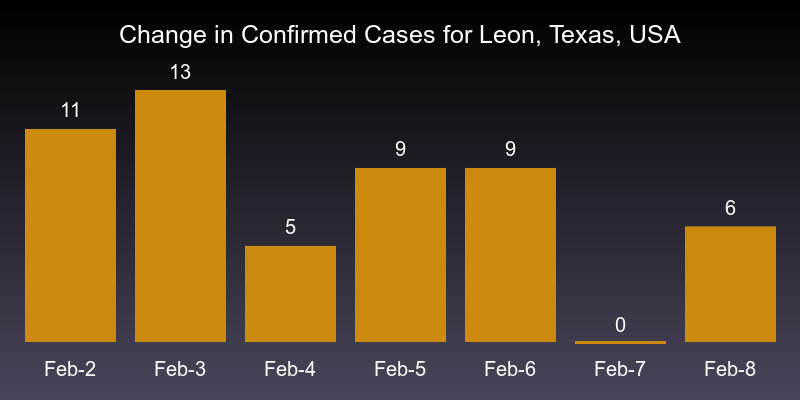 Change in Confirmed Cases for Leon, Texas, USA
11 13 5 9 9 0 6
Feb-2 Feb-3 Feb-4 Feb-5 Feb-6 Feb-7 Feb-8